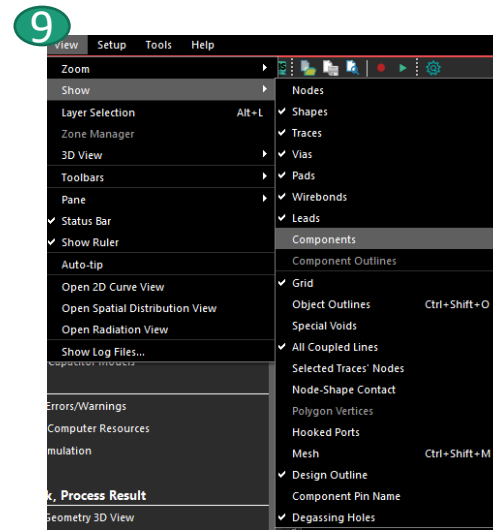 9
View Setup Tools Help
Zoom
Show
Layer Selection Alt+L
Zone Manager
3D View
Toolbars
Pane
Status Bar
Show Ruler
Auto-tip
Open 2D Curve View
Open Spatial Distribution View
Open Radiation View
Show Log Files...
Nodes
Shapes
Traces
Vias
Pads
Wirebonds
Leads
Components
Component Outlines
Grid
Object Outlines Ctrl+Shift+O
Special Voids
All Coupled Lines
Selected Traces' Nodes
Node-Shape Contact
Polygon Vertices
Hooked Ports
Mesh Ctrl+Shift+M
Design Outline
Component Pin Name
Degassing Holes
Capacitor Models
Errors/Warnings
Computer Resources
mulation
k, Process Result
Geometry 3D View